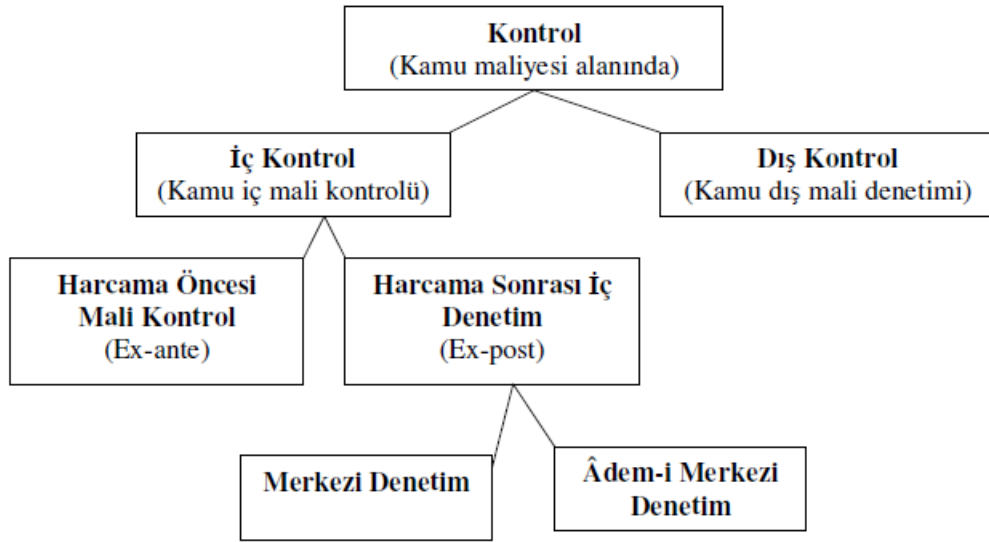 Kontrol
(Kamu maliyesi alanında)
İç Kontrol
(Kamu iç mali kontrolü)
Dış Kontrol
(Kamu dış mali denetimi)
Harcama Öncesi
Mali Kontrol
(Ex-ante)
Harcama Sonrası İç
Denetim
(Ex-post)
Merkezi Denetim
Âdem-i Merkezi
Denetim